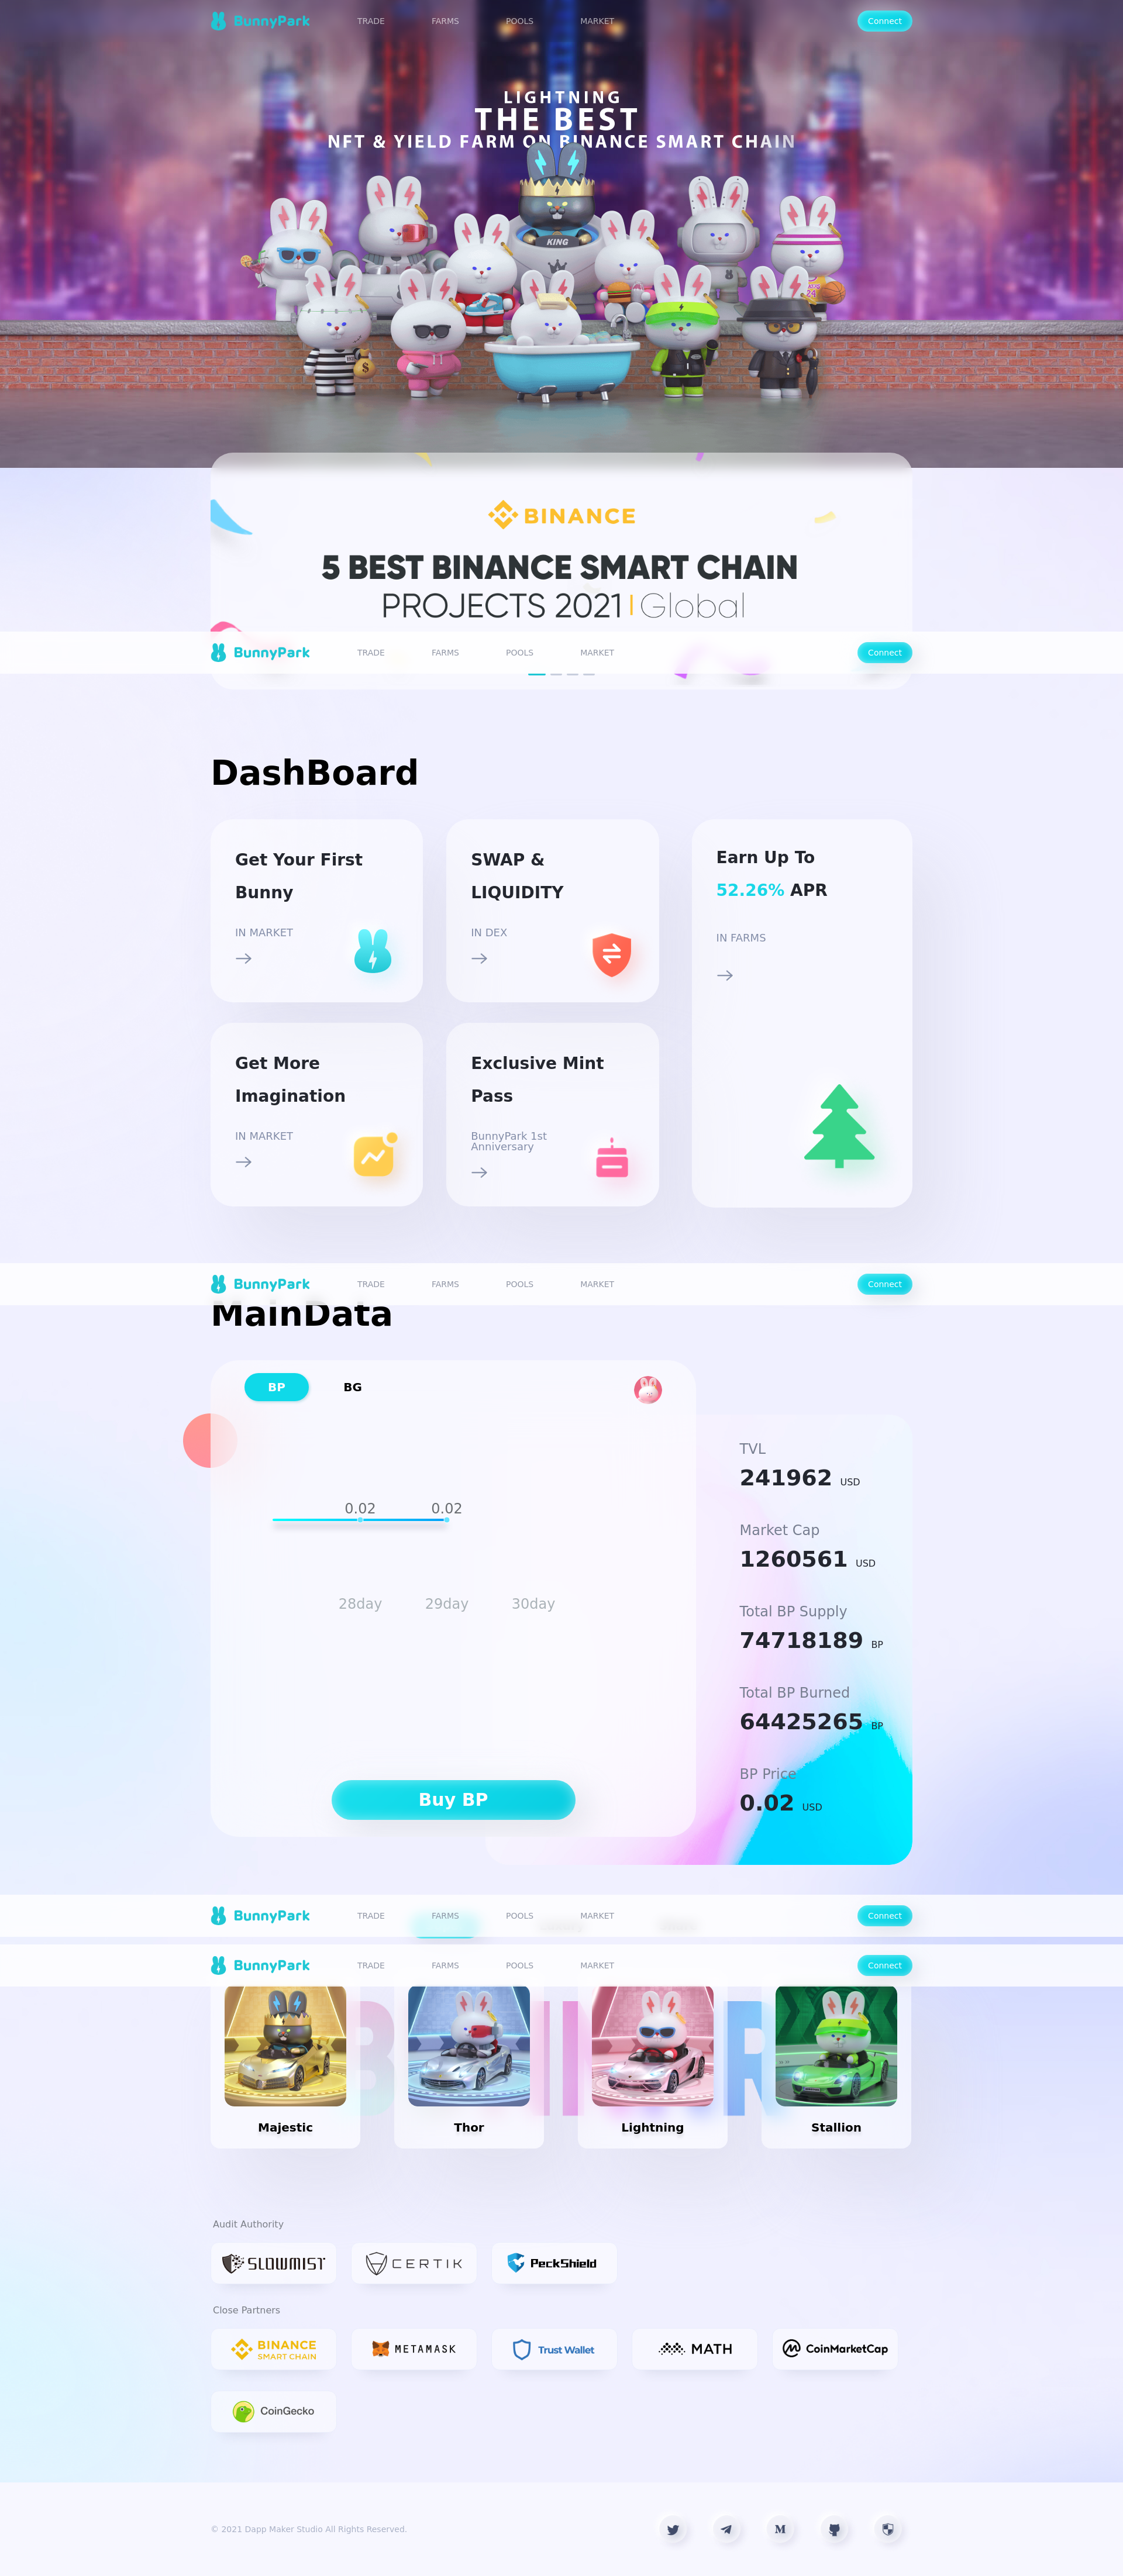 BunnyPark
TRADE
FARMS
POOLS
MARKET
Connect
LIGHTNING
THE BEST
NFT & YIELD FARM ON BINANCE SMART CHAIN
KING
24
$
BINANCE
5 BEST BINANCE SMART CHAIN
PROJECTS 2021 | Global
BunnyPark
TRADE
FARMS
POOLS
MARKET
Connect
DashBoard
Get Your First
Bunny
IN MARKET
SWAP &
LIQUIDITY
IN DEX
Earn Up To
52.26% APR
IN FARMS
Get More
Imagination
IN MARKET
Exclusive Mint
Pass
BunnyPark 1st
Anniversary
BunnyPark
TRADE
FARMS
POOLS
MARKET
Connect
MainData
BP
BG
0.02
0.02
28day
29day
30day
Buy BP
TVL
241962 USD
Market Cap
1260561 USD
Total BP Supply
74718189 BP
Total BP Burned
64425265 BP
BP Price
0.02 USD
BunnyPark
TRADE
FARMS
POOLS
MARKET
Connect
BunnyPark
TRADE
FARMS
POOLS
MARKET
Connect
Majestic
Thor
Lightning
Stallion
Audit Authority
SLOWMIST
CERTIK
PeckShield
Close Partners
BINANCE
SMART CHAIN
METAMASK
Trust Wallet
MATH
CoinMarketCap
CoinGecko
© 2021 Dapp Maker Studio All Rights Reserved.